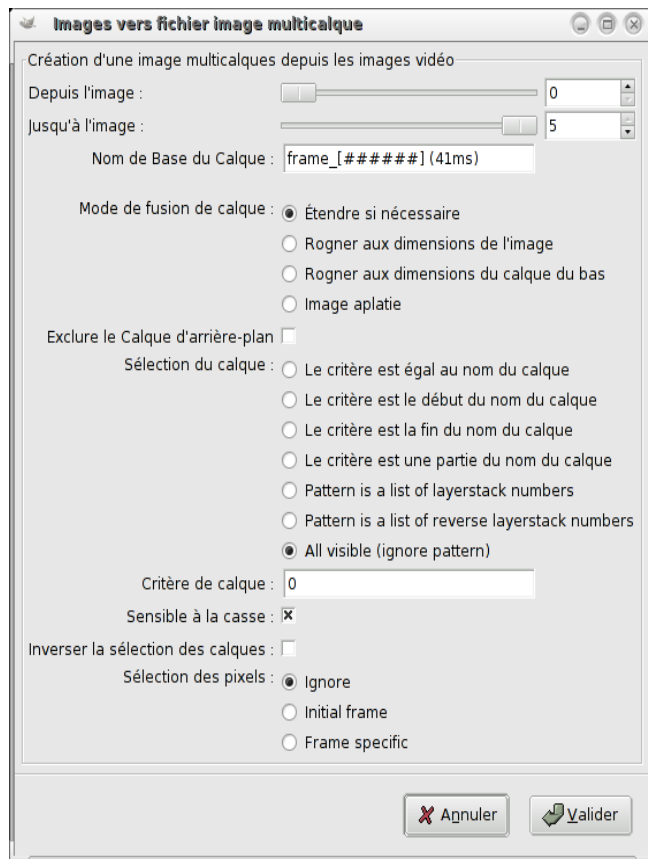 Images vers fichier image multicalque
Création d'une image multicalques depuis les images vidéo
Depuis l'image : 0
Jusqu'à l'image : 5
Nom de Base du Calque : frame_[######] (41ms)
Mode de fusion de calque : Étendre si nécessaire
Rogner aux dimensions de l'image
Rogner aux dimensions du calque du bas
Image aplatie
Exclure le Calque d'arrière-plan
Sélection du calque : Le critère est égal au nom du calque
Le critère est le début du nom du calque
Le critère est la fin du nom du calque
Le critère est une partie du nom du calque
Pattern is a list of layerstack numbers
Pattern is a list of reverse layerstack numbers
All visible (ignore pattern)
Critère de calque : 0
Sensible à la casse :
Inverser la sélection des calques :
Sélection des pixels : Ignore
Initial frame
Frame specific
Annuler Valider